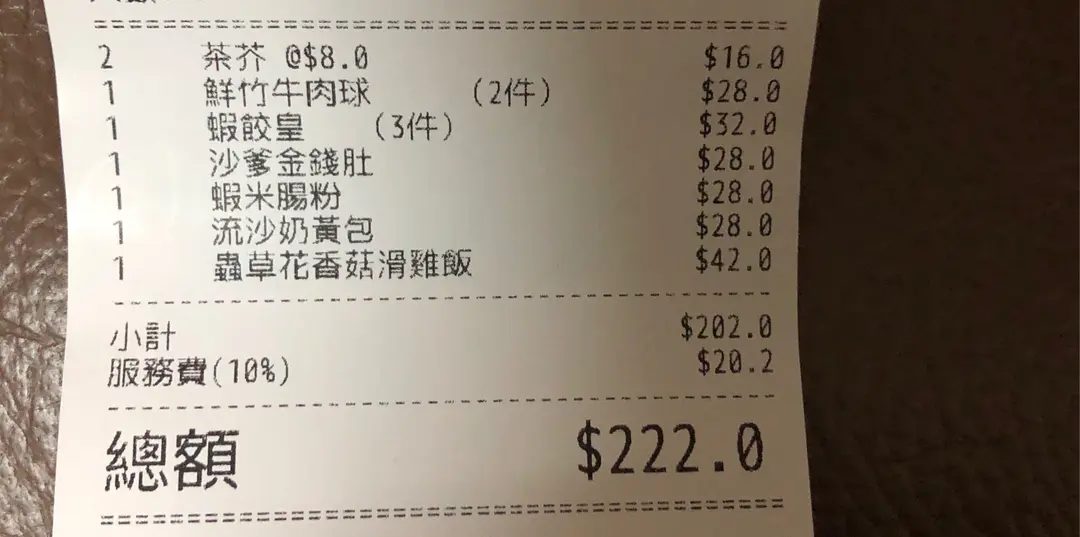 2 茶芥 @$8.0 $16.0
1 鮮竹牛肉球 (2件) $28.0
1 蝦餃皇 (3件) $32.0
1 沙爹金錢肚 $28.0
1 蝦米腸粉 $28.0
1 流沙奶黃包 $28.0
1 蟲草花香菇滑雞飯 $42.0
小計 $202.0
服務費(10%) $20.2
總額 $222.0